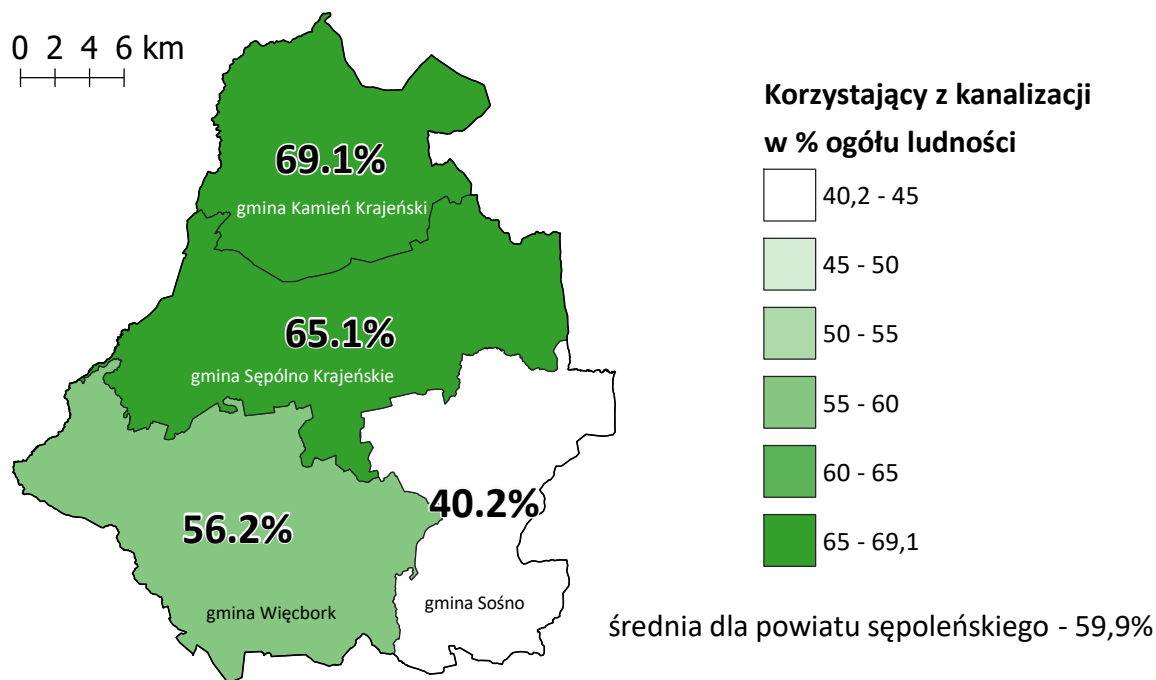 0 2 4 6 km
69.1%
gmina Kamień Krajeński
65.1%
gmina Sępólno Krajeńskie
56.2%
gmina Więcbork
40.2%
gmina Sośno
Korzystający z kanalizacji
w % ogółu ludności
40,2 - 45
45 - 50
50 - 55
55 - 60
60 - 65
65 - 69,1
średnia dla powiatu sępoleńskiego - 59,9%